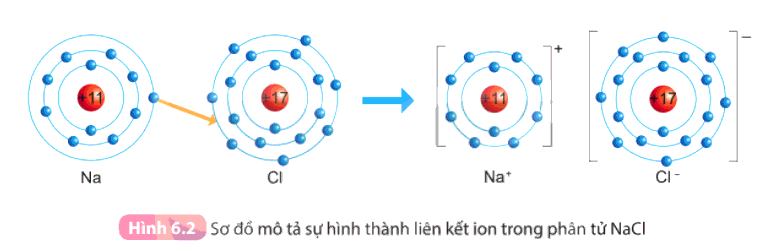 +11
+17
+11
+
+17
−
Na
Cl
Na⁺
Cl⁻
Hình 6.2 Sơ đồ mô tả sự hình thành liên kết ion trong phân tử NaCl